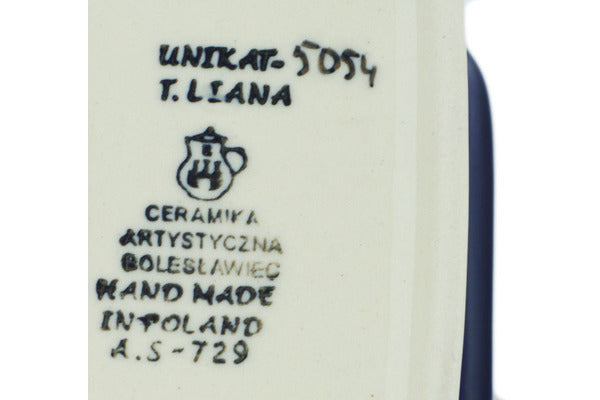 UNIKAT-5054
T. LIANA
CERAMIKA
ARTYSTYCZNA
BOLESŁAWIEC
HAND MADE
IN POLAND
A.S-729